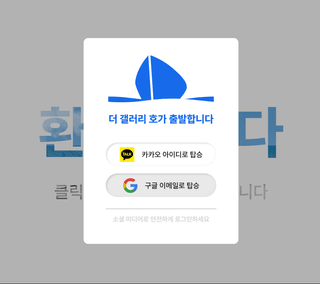 환 다
더 갤러리 호가 출발합니다
TALK
카카오 아이디로 탑승
구글 이메일로 탑승
클릭 니다
소셜 미디어로 안전하게 로그인하세요